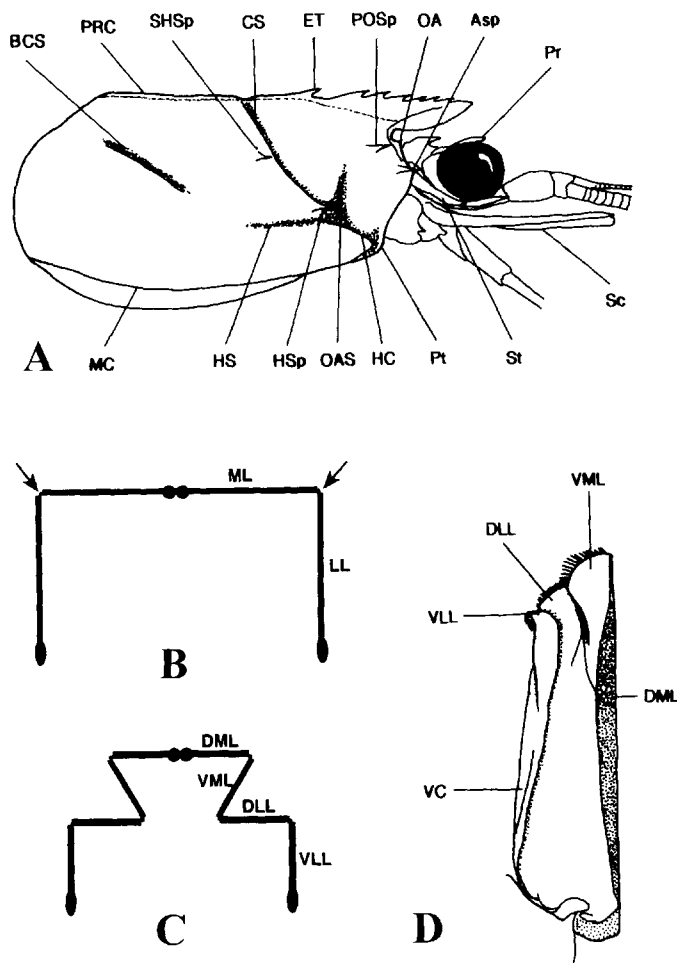 BCS PRC SHSp CS ET POSp OA Asp Pr
A MC HS HSp OAS HC Pt St Sc
ML
LL
B
DML
VML
DLL
VLL
C
VML
DLL
VLL
DML
VC
D